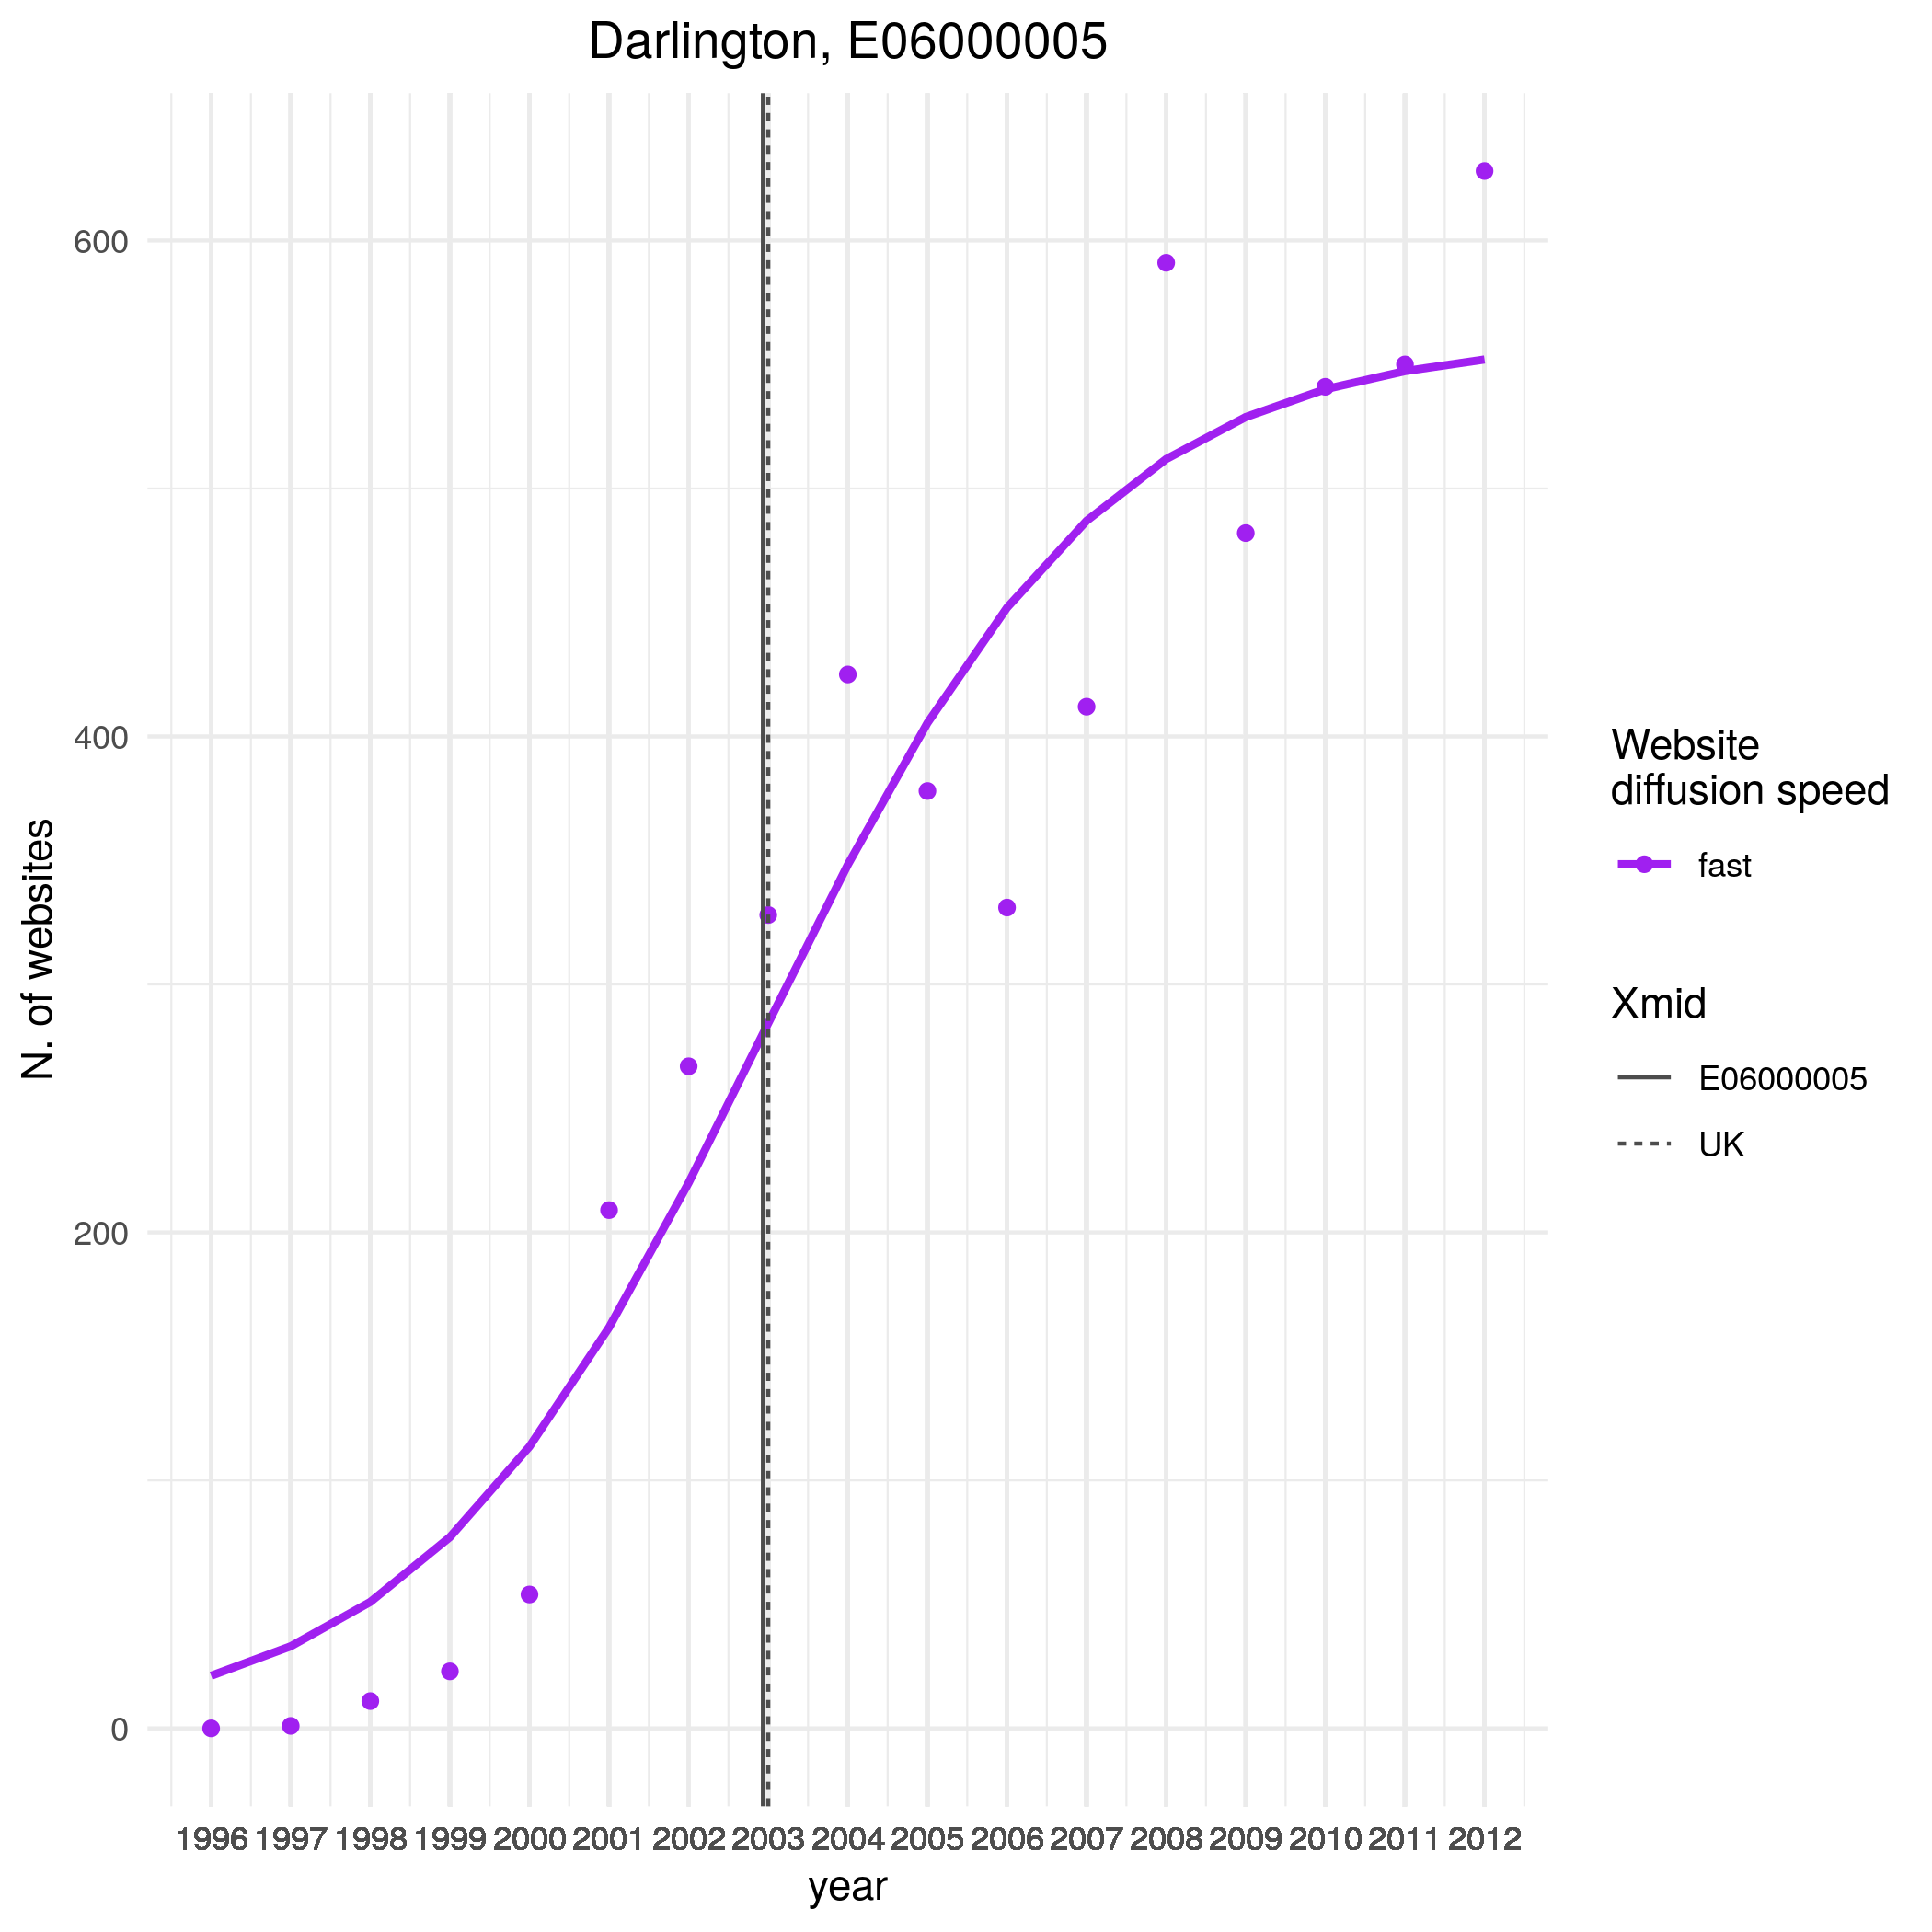 Darlington, E06000005
600
400
200
0
N. of websites
1996 1997 1998 1999 2000 2001 2002 2003 2004 2005 2006 2007 2008 2009 2010 2011 2012
year
Website
diffusion speed
fast
Xmid
E06000005
UK